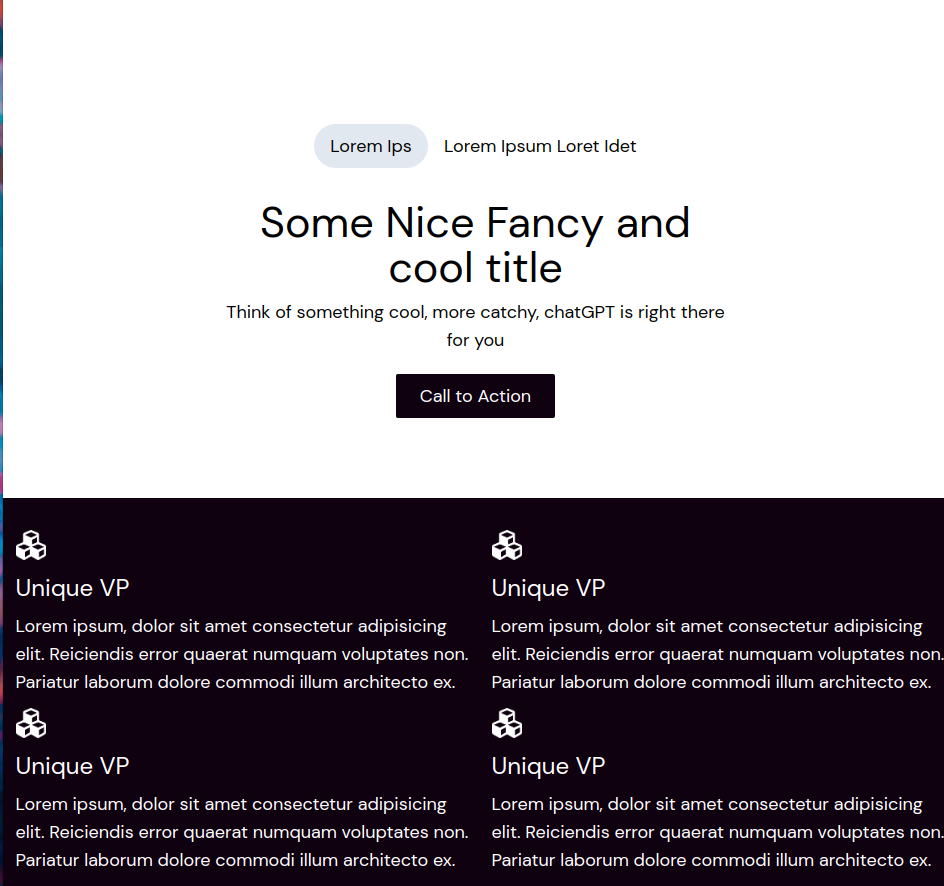 Lorem Ips
Lorem Ipsum Loret Idet
Some Nice Fancy and
cool title
Think of something cool, more catchy, chatGPT is right there
for you
Call to Action
Unique VP
Lorem ipsum, dolor sit amet consectetur adipisicing
elit. Reiciendis error quaerat numquam voluptates non.
Pariatur laborum dolore commodi illum architecto ex.
Unique VP
Lorem ipsum, dolor sit amet consectetur adipisicing
elit. Reiciendis error quaerat numquam voluptates non.
Pariatur laborum dolore commodi illum architecto ex.
Unique VP
Lorem ipsum, dolor sit amet consectetur adipisicing
elit. Reiciendis error quaerat numquam voluptates non.
Pariatur laborum dolore commodi illum architecto ex.
Unique VP
Lorem ipsum, dolor sit amet consectetur adipisicing
elit. Reiciendis error quaerat numquam voluptates non.
Pariatur laborum dolore commodi illum architecto ex.